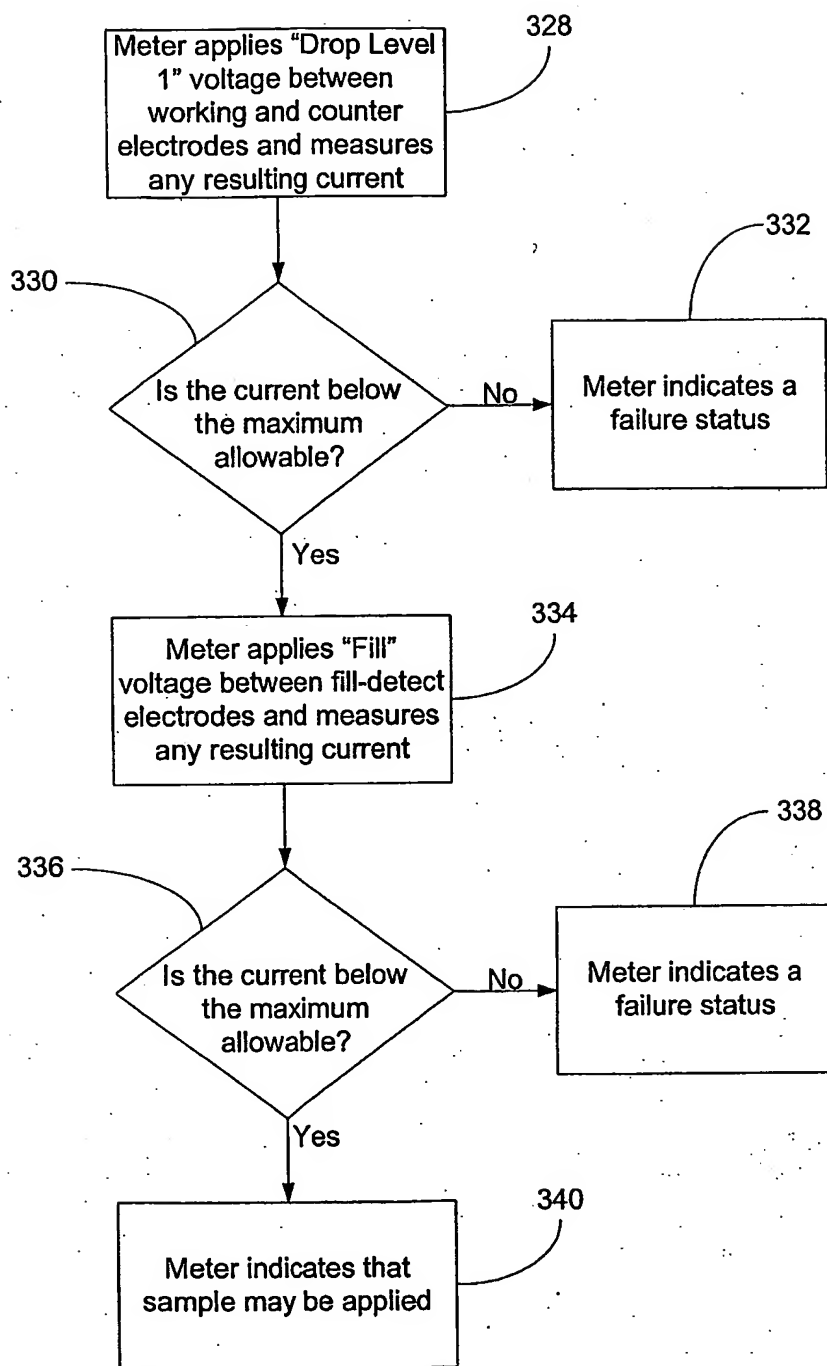 Meter applies “Drop Level
1” voltage between
working and counter
electrodes and measures
any resulting current
328
330
Is the current below
the maximum
allowable?
No
332
Meter indicates a
failure status
Yes
334
Meter applies “Fill”
voltage between fill-detect
electrodes and measures
any resulting current
336
Is the current below
the maximum
allowable?
No
338
Meter indicates a
failure status
Yes
340
Meter indicates that
sample may be applied